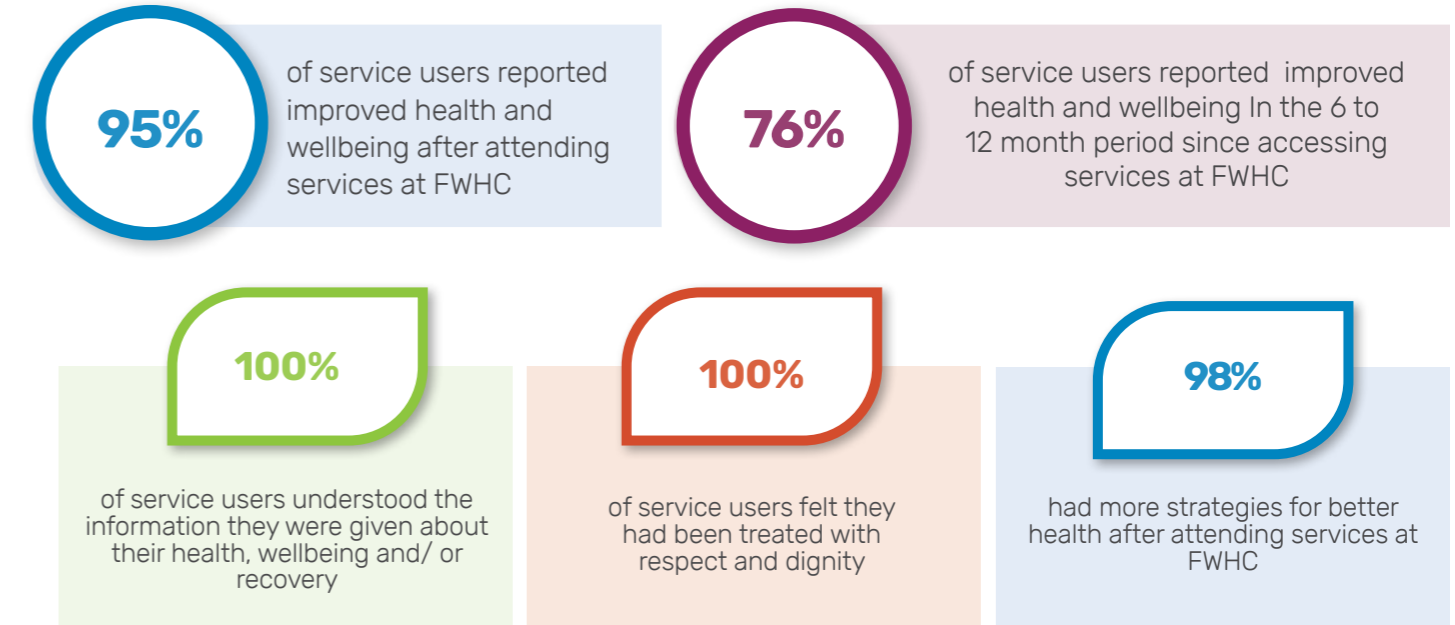 95%
of service users reported
improved health and
wellbeing after attending
services at FWHC
76%
of service users reported improved
health and wellbeing In the 6 to
12 month period since accessing
services at FWHC
100%
of service users understood the
information they were given about
their health, wellbeing and/ or
recovery
100%
of service users felt they
had been treated with
respect and dignity
98%
had more strategies for better
health after attending services at
FWHC